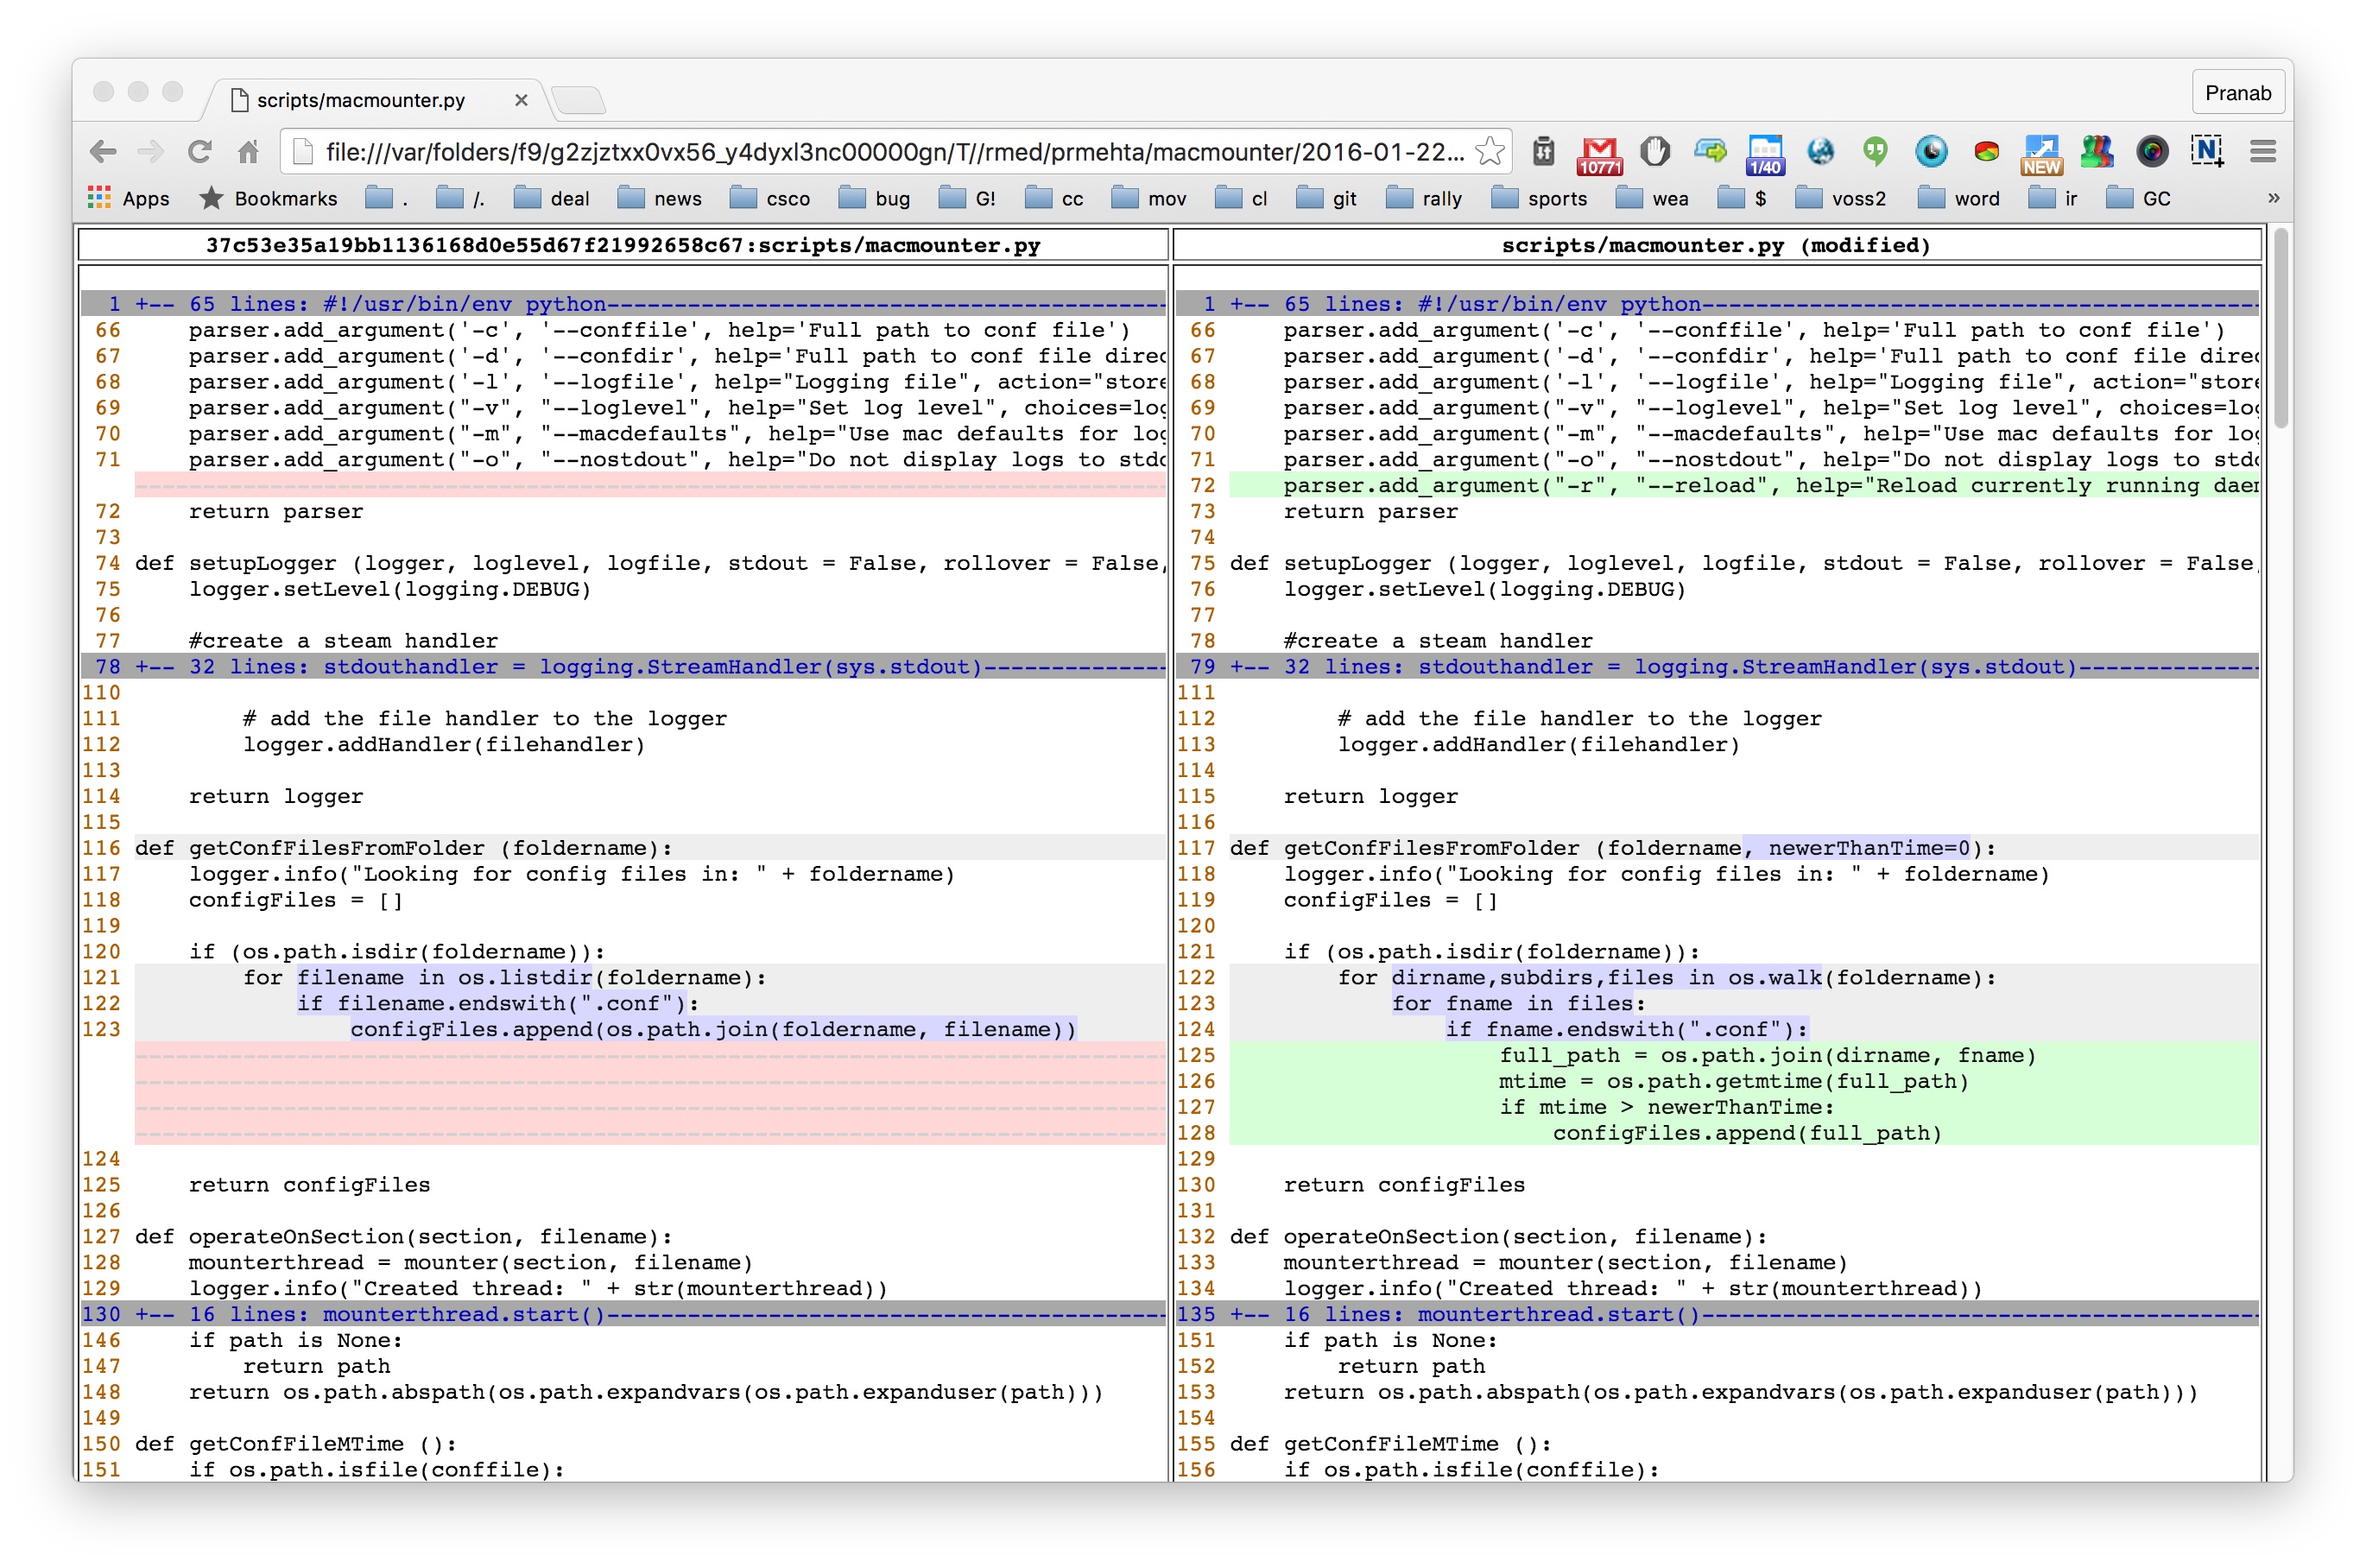 scripts/macmounter.py
Pranab
file:///var/folders/f9/g2zjztxx0vx56_y4dyxl3nc00000gn/T//rmed/prmehta/macmounter/2016-01-22...
10771
1/40
NEW
N
Apps Bookmarks . /. deal news csco bug G! cc mov cl git rally sports wea $ voss2 word ir GC »
37c53e35a19bb1136168d0e55d67f21992658c67:scripts/macmounter.py
1 +-- 65 lines: #!/usr/bin/env python
66     parser.add_argument('-c', '--conffile', help='Full path to conf file')
67     parser.add_argument('-d', '--confdir', help='Full path to conf file direc
68     parser.add_argument('-l', '--logfile', help="Logging file", action="store
69     parser.add_argument("-v", "--loglevel", help="Set log level", choices=log
70     parser.add_argument("-m", "--macdefaults", help="Use mac defaults for log
71     parser.add_argument("-o", "--nostdout", help="Do not display logs to stdo
72     return parser
73
74 def setupLogger (logger, loglevel, logfile, stdout = False, rollover = False,
75     logger.setLevel(logging.DEBUG)
76
77     #create a steam handler
78 +-- 32 lines: stdouthandler = logging.StreamHandler(sys.stdout)
110
111         # add the file handler to the logger
112         logger.addHandler(filehandler)
113
114     return logger
115
116 def getConfFilesFromFolder (foldername):
117     logger.info("Looking for config files in: " + foldername)
118     configFiles = []
119
120     if (os.path.isdir(foldername)):
121         for filename in os.listdir(foldername):
122             if filename.endswith(".conf"):
123                 configFiles.append(os.path.join(foldername, filename))
124
125     return configFiles
126
127 def operateOnSection(section, filename):
128     mounterthread = mounter(section, filename)
129     logger.info("Created thread: " + str(mounterthread))
130 +-- 16 lines: mounterthread.start()
146     if path is None:
147         return path
148     return os.path.abspath(os.path.expandvars(os.path.expanduser(path)))
149
150 def getConfFileMTime ():
151     if os.path.isfile(conffile):
scripts/macmounter.py (modified)
1 +-- 65 lines: #!/usr/bin/env python
66     parser.add_argument('-c', '--conffile', help='Full path to conf file')
67     parser.add_argument('-d', '--confdir', help='Full path to conf file direc
68     parser.add_argument('-l', '--logfile', help="Logging file", action="store
69     parser.add_argument("-v", "--loglevel", help="Set log level", choices=log
70     parser.add_argument("-m", "--macdefaults", help="Use mac defaults for log
71     parser.add_argument("-o", "--nostdout", help="Do not display logs to stdo
72     parser.add_argument("-r", "--reload", help="Reload currently running daem
73     return parser
74
75 def setupLogger (logger, loglevel, logfile, stdout = False, rollover = False,
76     logger.setLevel(logging.DEBUG)
77
78     #create a steam handler
79 +-- 32 lines: stdouthandler = logging.StreamHandler(sys.stdout)
111
112         # add the file handler to the logger
113         logger.addHandler(filehandler)
114
115     return logger
116
117 def getConfFilesFromFolder (foldername, newerThanTime=0):
118     logger.info("Looking for config files in: " + foldername)
119     configFiles = []
120
121     if (os.path.isdir(foldername)):
122         for dirname,subdirs,files in os.walk(foldername):
123             for fname in files:
124                 if fname.endswith(".conf"):
125                     full_path = os.path.join(dirname, fname)
126                     mtime = os.path.getmtime(full_path)
127                     if mtime > newerThanTime:
128                         configFiles.append(full_path)
129
130     return configFiles
131
132 def operateOnSection(section, filename):
133     mounterthread = mounter(section, filename)
134     logger.info("Created thread: " + str(mounterthread))
135 +-- 16 lines: mounterthread.start()
151     if path is None:
152         return path
153     return os.path.abspath(os.path.expandvars(os.path.expanduser(path)))
154
155 def getConfFileMTime ():
156     if os.path.isfile(conffile):